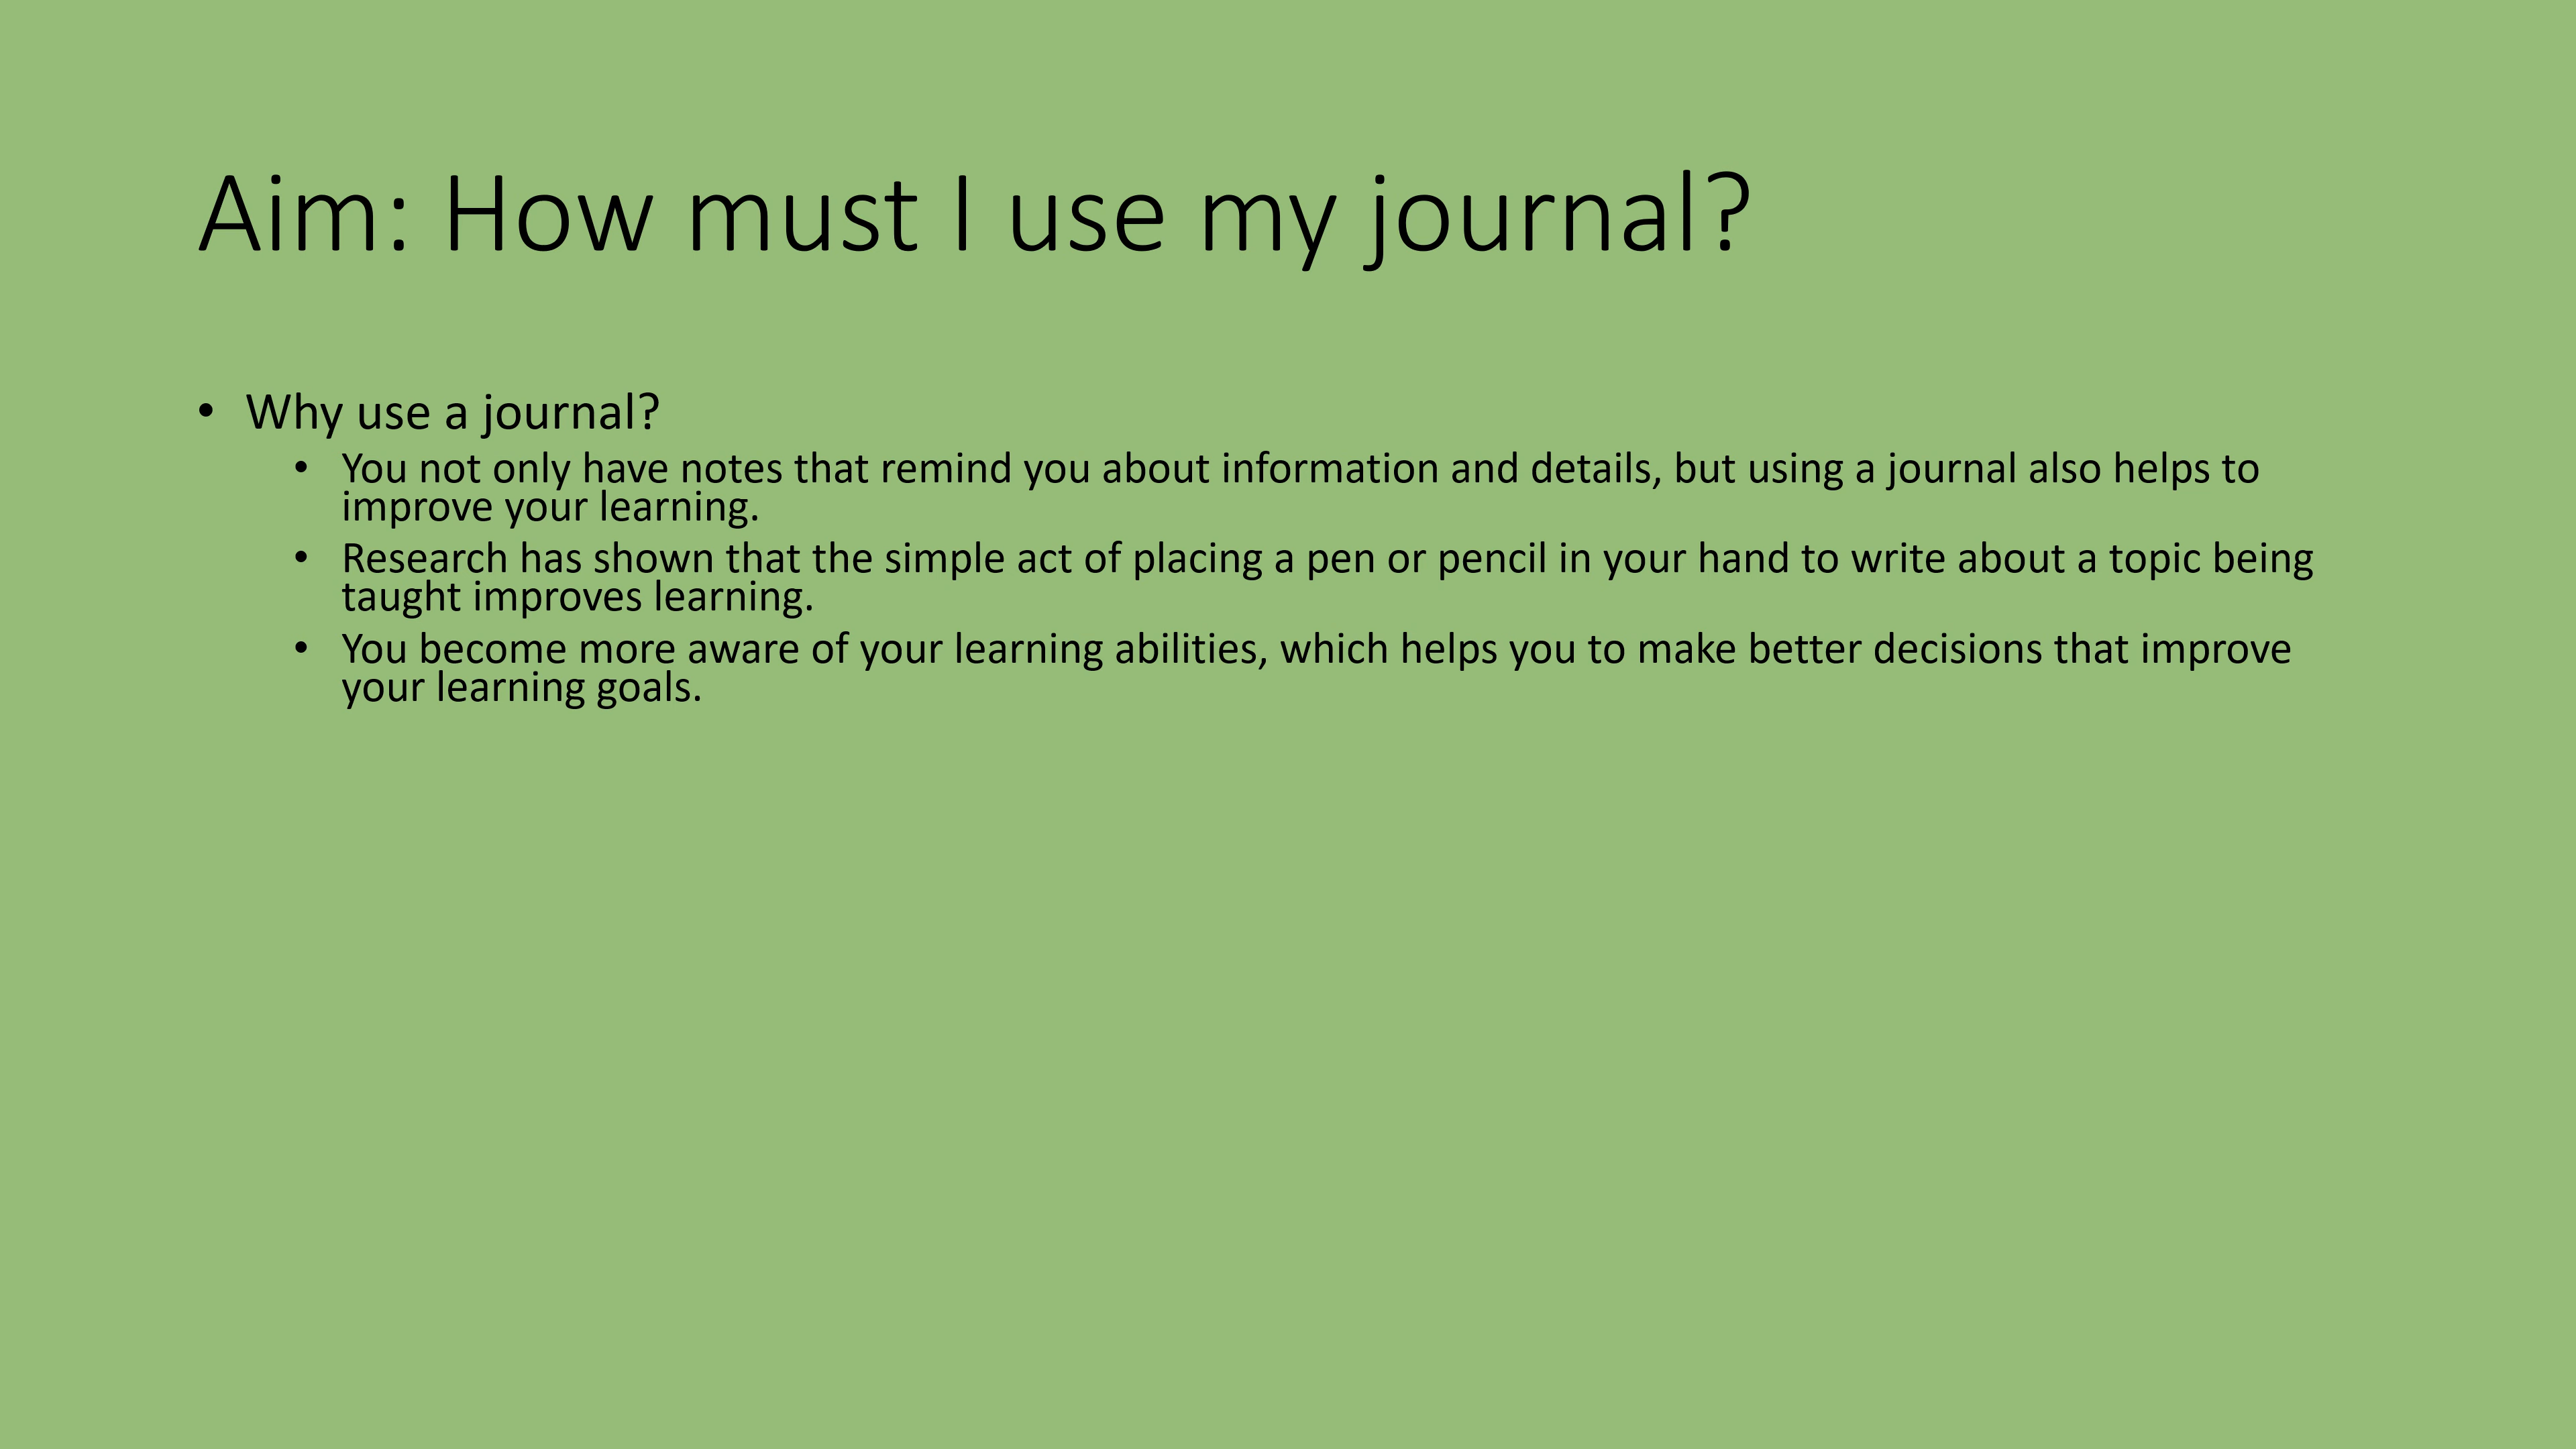 Aim: How must I use my journal?
• Why use a journal?
• You not only have notes that remind you about information and details, but using a journal also helps to
improve your learning.
• Research has shown that the simple act of placing a pen or pencil in your hand to write about a topic being
taught improves learning.
• You become more aware of your learning abilities, which helps you to make better decisions that improve
your learning goals.